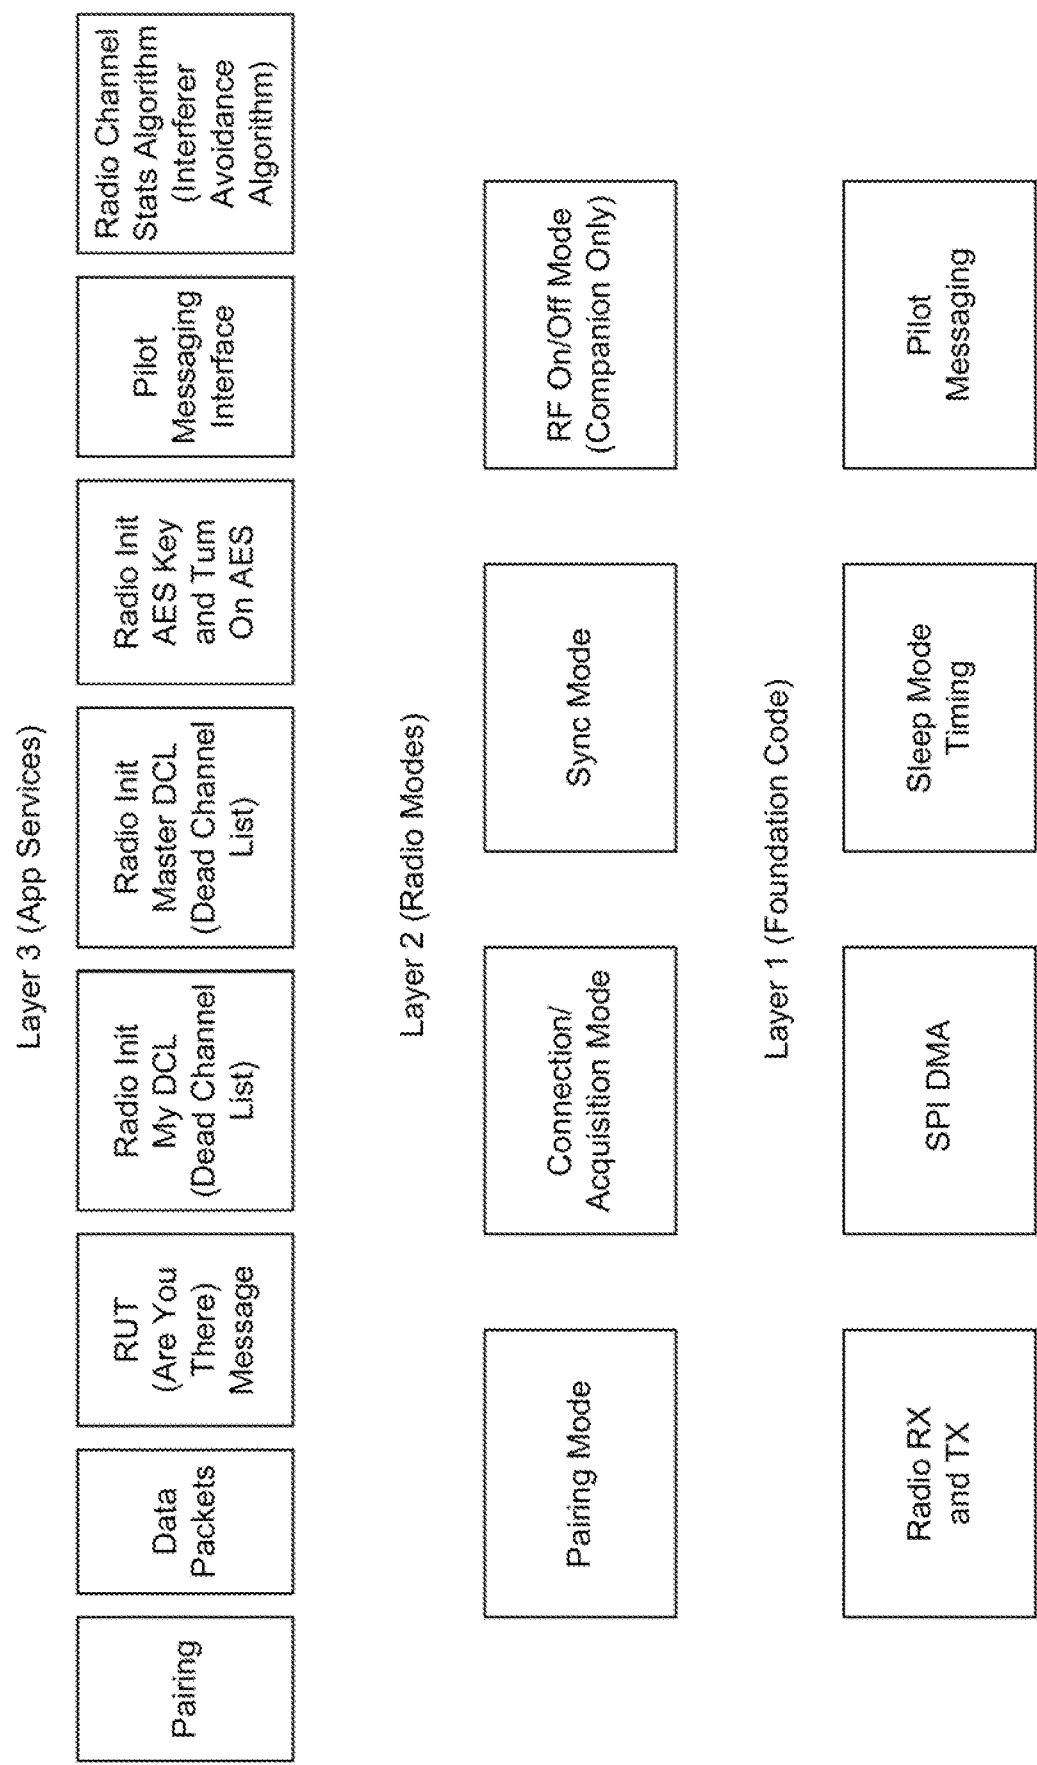 Layer 3 (App Services)
Pairing
Data
Packets
RUT
(Are You
There)
Message
Radio Init
My DCL
(Dead Channel
List)
Radio Init
Master DCL
(Dead Channel
List)
Radio Init
AES Key
and Turn
On AES
Pilot
Messaging
Interface
Radio Channel
Stats Algorithm
(Interferer
Avoidance
Algorithm)
Layer 2 (Radio Modes)
Pairing Mode
Connection/
Acquisition Mode
Sync Mode
RF On/Off Mode
(Companion Only)
Layer 1 (Foundation Code)
Radio RX
and TX
SPI DMA
Sleep Mode
Timing
Pilot
Messaging